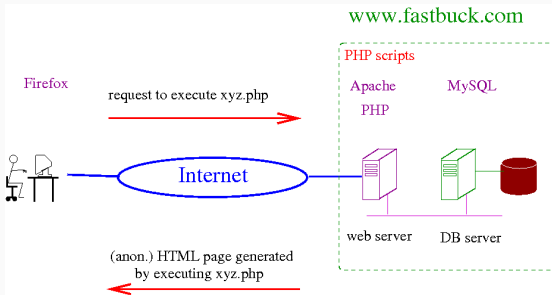 www.fastbuck.com
PHP scripts
Firefox
Apache
MySQL
request to execute xyz.php
PHP
Internet
web server
DB server
(anon.) HTML page generated
by executing xyz.php